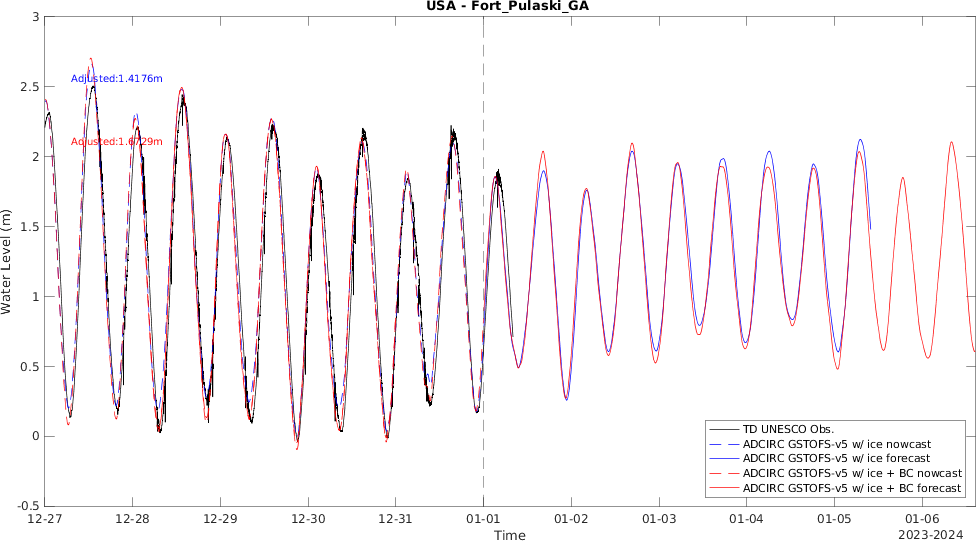 USA - Fort_Pulaski_GA
3
2.5
2
1.5
1
0.5
0
-0.5
Water Level (m)
Adjusted:1.4176m
Adjusted:1.6729m
TD UNESCO Obs.
ADCIRC GSTOFS-v5 w/ ice nowcast
ADCIRC GSTOFS-v5 w/ ice forecast
ADCIRC GSTOFS-v5 w/ ice + BC nowcast
ADCIRC GSTOFS-v5 w/ ice + BC forecast
12-27 12-28 12-29 12-30 12-31 01-01 01-02 01-03 01-04 01-05 01-06
Time
2023-2024